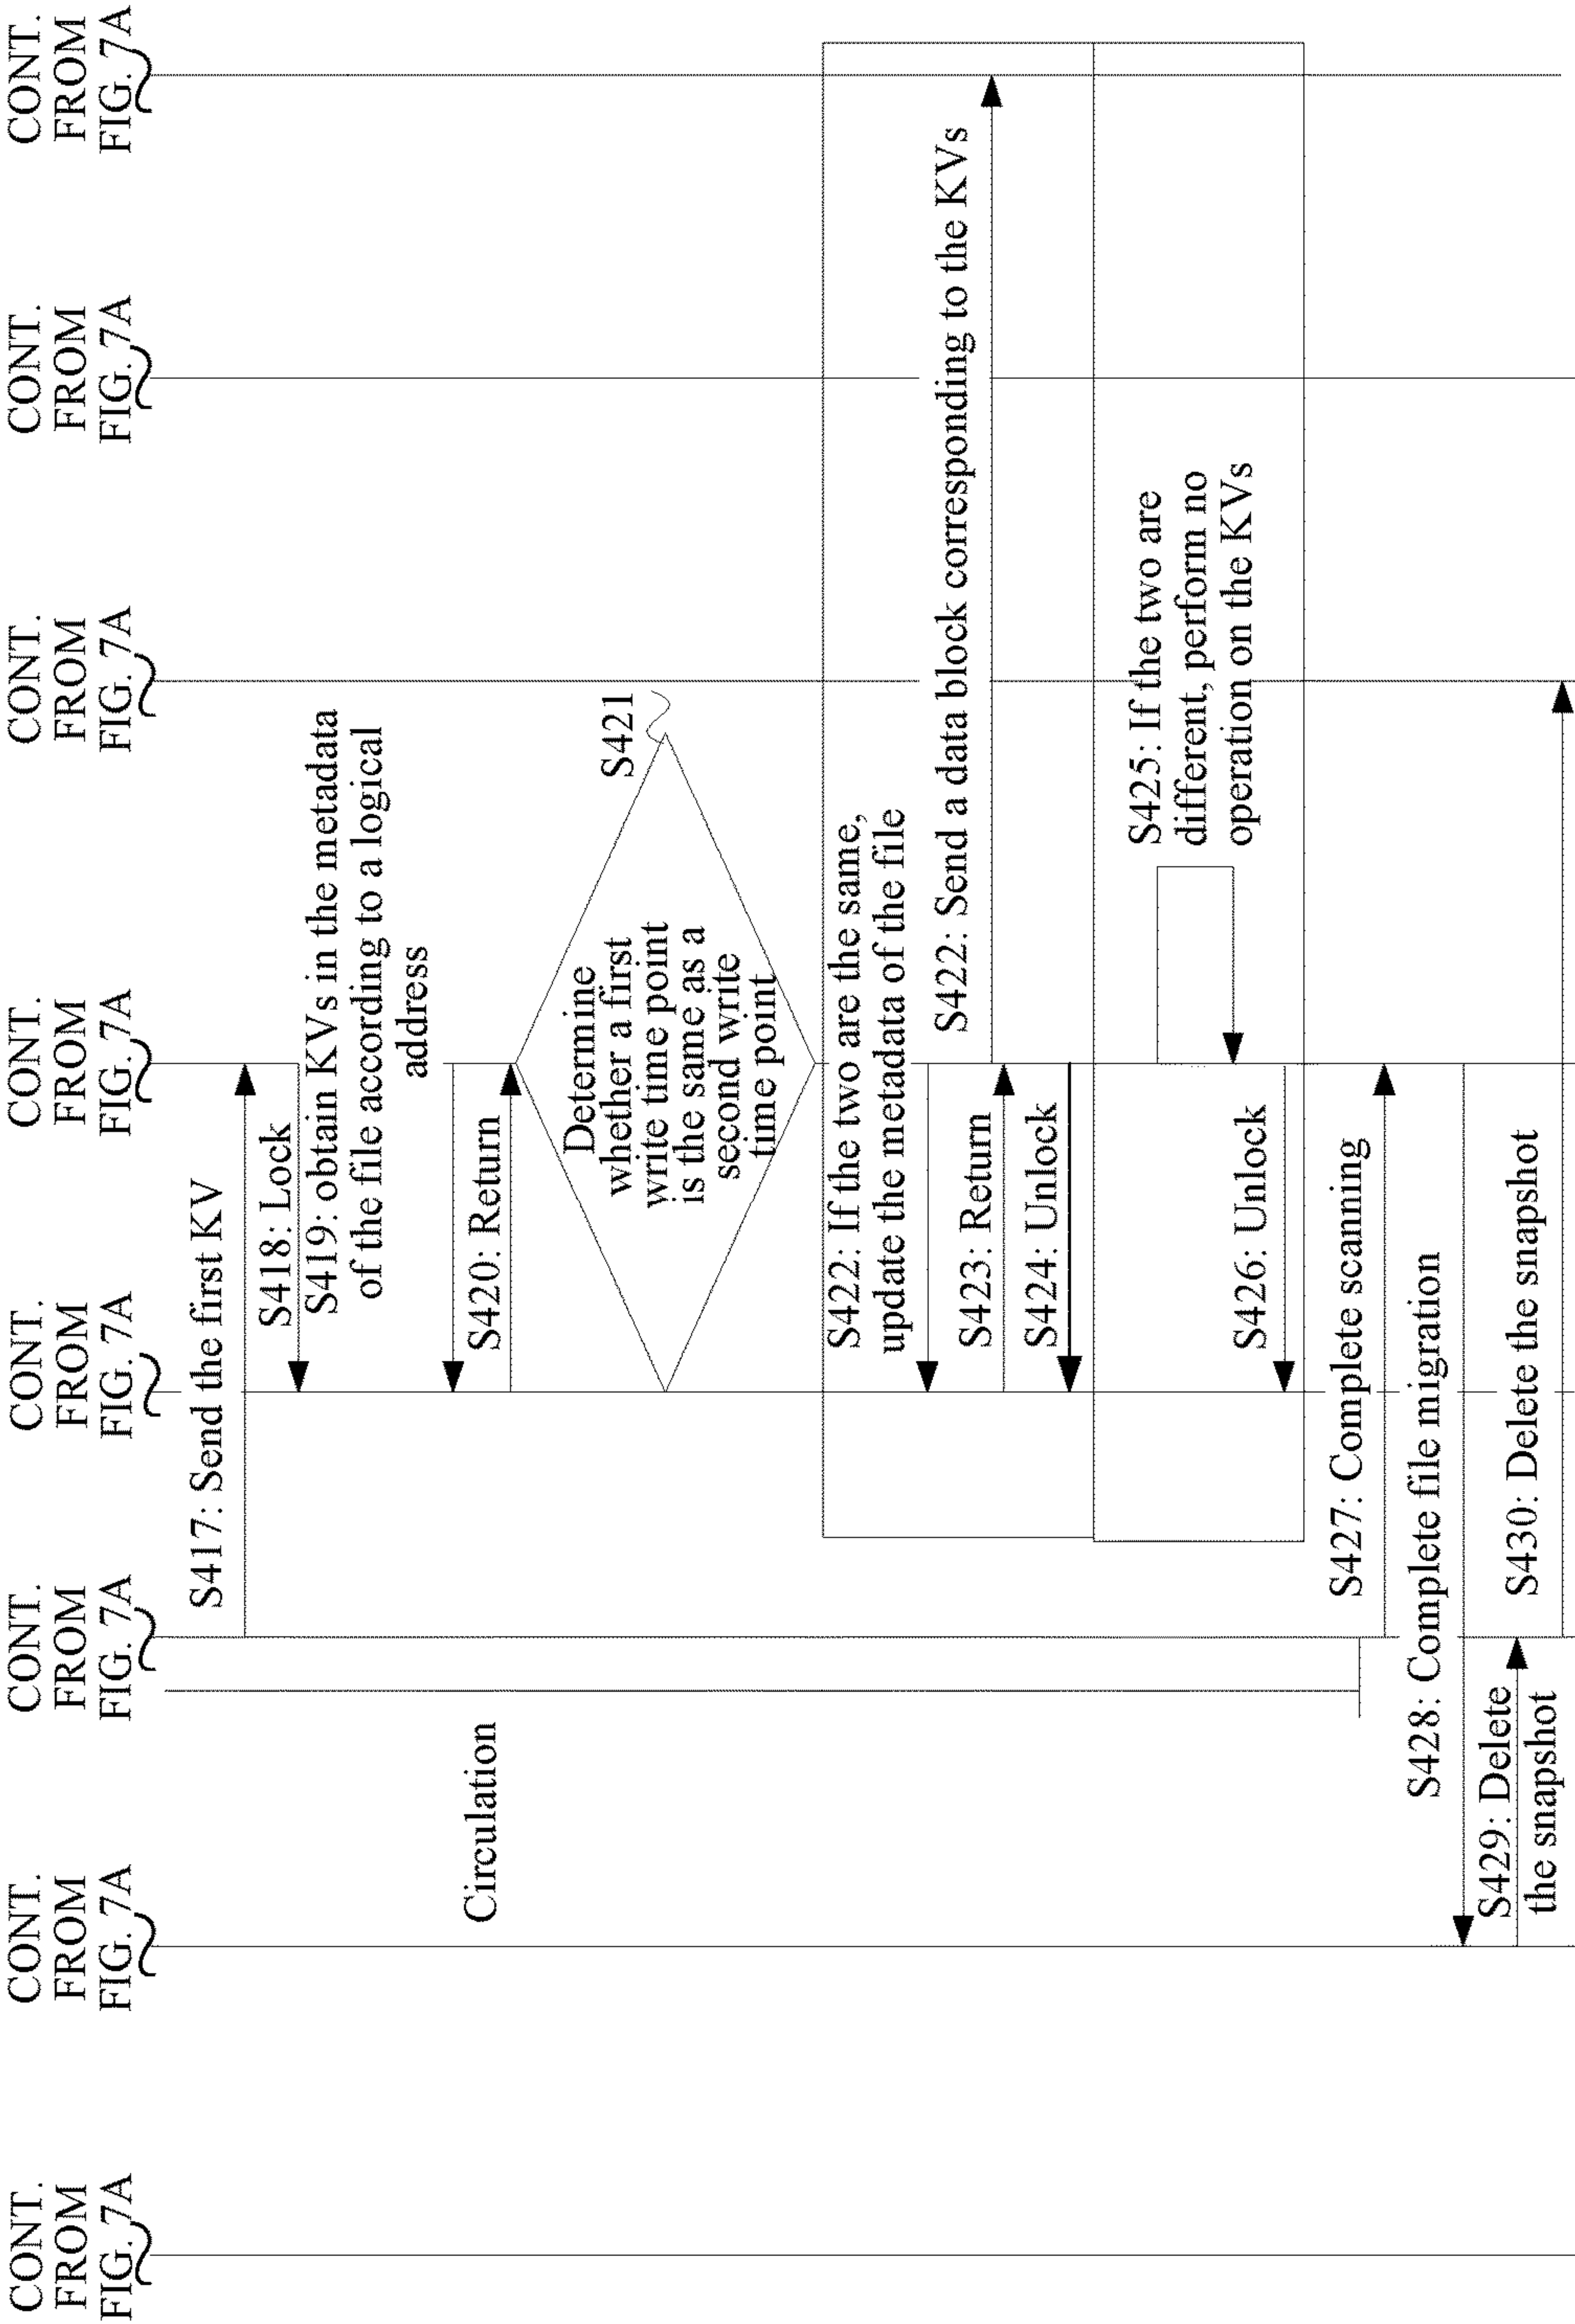 CONT.
FROM
FIG. 7A
CONT.
FROM
FIG. 7A
CONT.
FROM
FIG. 7A
CONT.
FROM
FIG. 7A
CONT.
FROM
FIG. 7A
CONT.
FROM
FIG. 7A
CONT.
FROM
FIG. 7A
CONT.
FROM
FIG. 7A
S417: Send the first KV
S418: Lock
S419: obtain KVs in the metadata
of the file according to a logical
address
Circulation
S420: Return
S421
Determine
whether a first
write time point
is the same as a
second write
time point
S422: If the two are the same,
update the metadata of the file
S422: Send a data block corresponding to the KVs
S423: Return
S424: Unlock
S425: If the two are
different, perform no
operation on the KVs
S426: Unlock
S427: Complete scanning
S428: Complete file migration
S429: Delete
the snapshot
S430: Delete the snapshot